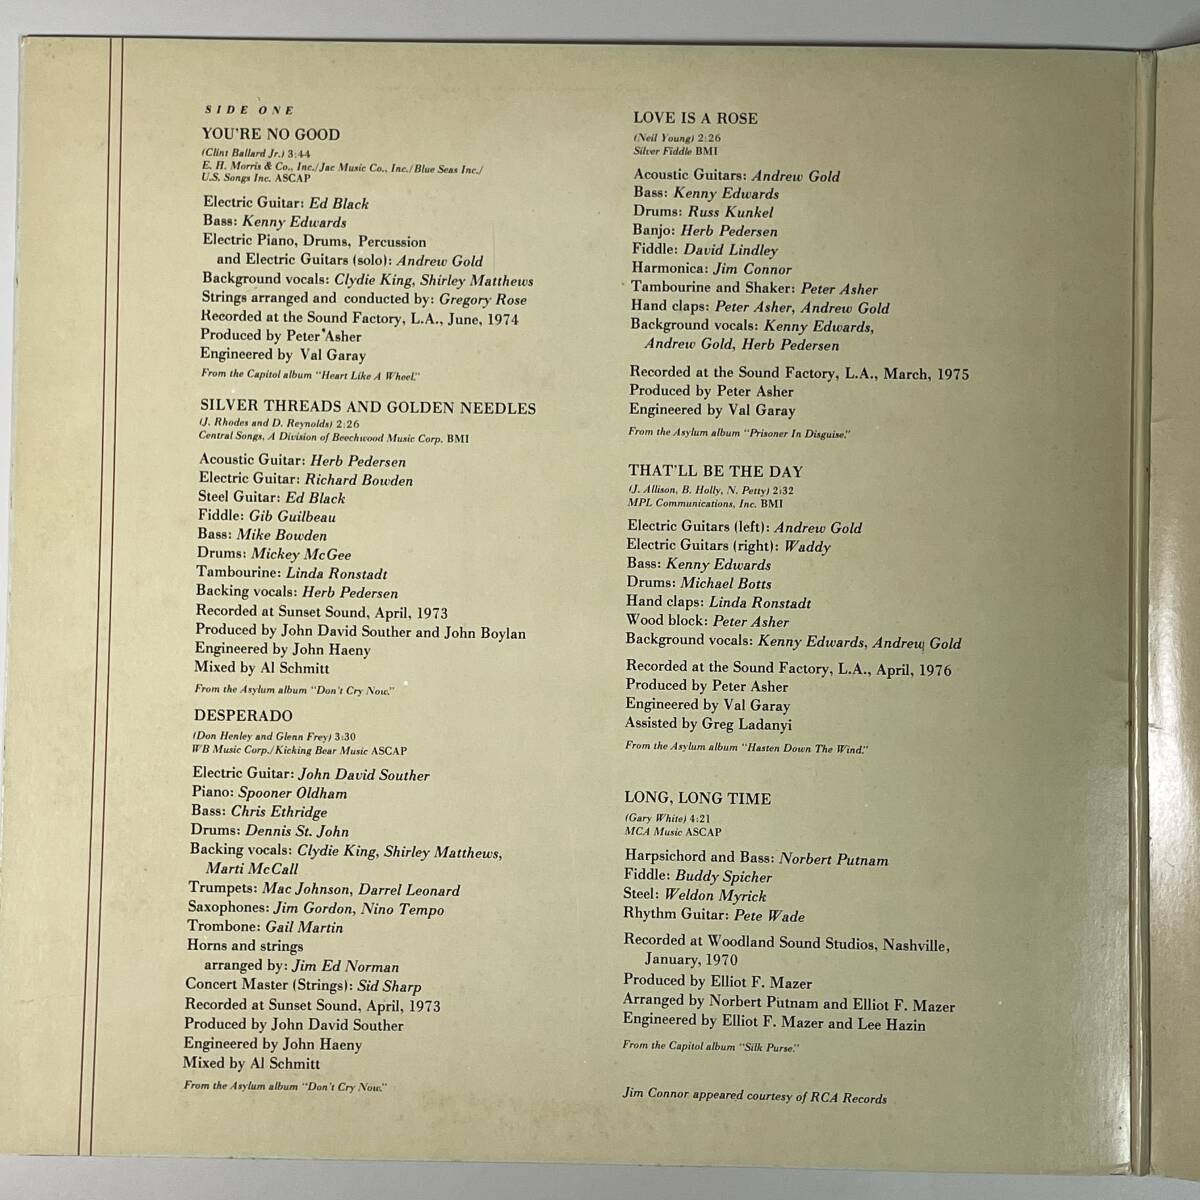 SIDE ONE
YOU'RE NO GOOD
(Clint Ballard Jr.) 3:44
E. H. Morris & Co., Inc./Jac Music Co., Inc./Blue Seas Inc./
U.S. Songs Inc. ASCAP
Electric Guitar: Ed Black
Bass: Kenny Edwards
Electric Piano, Drums, Percussion
and Electric Guitars (solo): Andrew Gold
Background vocals: Clydie King, Shirley Matthews
Strings arranged and conducted by: Gregory Rose
Recorded at the Sound Factory, L.A., June, 1974
Produced by Peter Asher
Engineered by Val Garay
From the Capitol album "Heart Like A Wheel."
SILVER THREADS AND GOLDEN NEEDLES
(J. Rhodes and D. Reynolds) 2:26
Central Songs, A Division of Beechwood Music Corp. BMI
Acoustic Guitar: Herb Pedersen
Electric Guitar: Richard Bowden
Steel Guitar: Ed Black
Fiddle: Gib Guilbeau
Bass: Mike Bowden
Drums: Mickey McGee
Tambourine: Linda Ronstadt
Backing vocals: Herb Pedersen
Recorded at Sunset Sound, April, 1973
Produced by John David Souther and John Boylan
Engineered by John Haeny
Mixed by Al Schmitt
From the Asylum album "Don't Cry Now."
DESPERADO
(Don Henley and Glenn Frey) 3:30
WB Music Corp./Kicking Bear Music ASCAP
Electric Guitar: John David Souther
Piano: Spooner Oldham
Bass: Chris Ethridge
Drums: Dennis St. John
Backing vocals: Clydie King, Shirley Matthews,
Marti McCall
Trumpets: Mac Johnson, Darrel Leonard
Saxophones: Jim Gordon, Nino Tempo
Trombone: Gail Martin
Horns and strings
arranged by: Jim Ed Norman
Concert Master (Strings): Sid Sharp
Recorded at Sunset Sound, April, 1973
Produced by John David Souther
Engineered by John Haeny
Mixed by Al Schmitt
From the Asylum album "Don't Cry Now."
LOVE IS A ROSE
(Neil Young) 2:26
Silver Fiddle BMI
Acoustic Guitars: Andrew Gold
Bass: Kenny Edwards
Drums: Russ Kunkel
Banjo: Herb Pedersen
Fiddle: David Lindley
Harmonica: Jim Connor
Tambourine and Shaker: Peter Asher
Hand claps: Peter Asher, Andrew Gold
Background vocals: Kenny Edwards,
Andrew Gold, Herb Pedersen
Recorded at the Sound Factory, L.A., March, 1975
Produced by Peter Asher
Engineered by Val Garay
From the Asylum album "Prisoner In Disguise."
THAT'LL BE THE DAY
(J. Allison, B. Holly, N. Petty) 2:32
MPL Communications, Inc. BMI
Electric Guitars (left): Andrew Gold
Electric Guitars (right): Waddy
Bass: Kenny Edwards
Drums: Michael Botts
Hand claps: Linda Ronstadt
Wood block: Peter Asher
Background vocals: Kenny Edwards, Andrew Gold
Recorded at the Sound Factory, L.A., April, 1976
Produced by Peter Asher
Engineered by Val Garay
Assisted by Greg Ladanyi
From the Asylum album "Hasten Down The Wind."
LONG, LONG TIME
(Gary White) 4:21
MCA Music ASCAP
Harpsichord and Bass: Norbert Putnam
Fiddle: Buddy Spicher
Steel: Weldon Myrick
Rhythm Guitar: Pete Wade
Recorded at Woodland Sound Studios, Nashville,
January, 1970
Produced by Elliot F. Mazer
Arranged by Norbert Putnam and Elliot F. Mazer
Engineered by Elliot F. Mazer and Lee Hazin
From the Capitol album "Silk Purse."
Jim Connor appeared courtesy of RCA Records